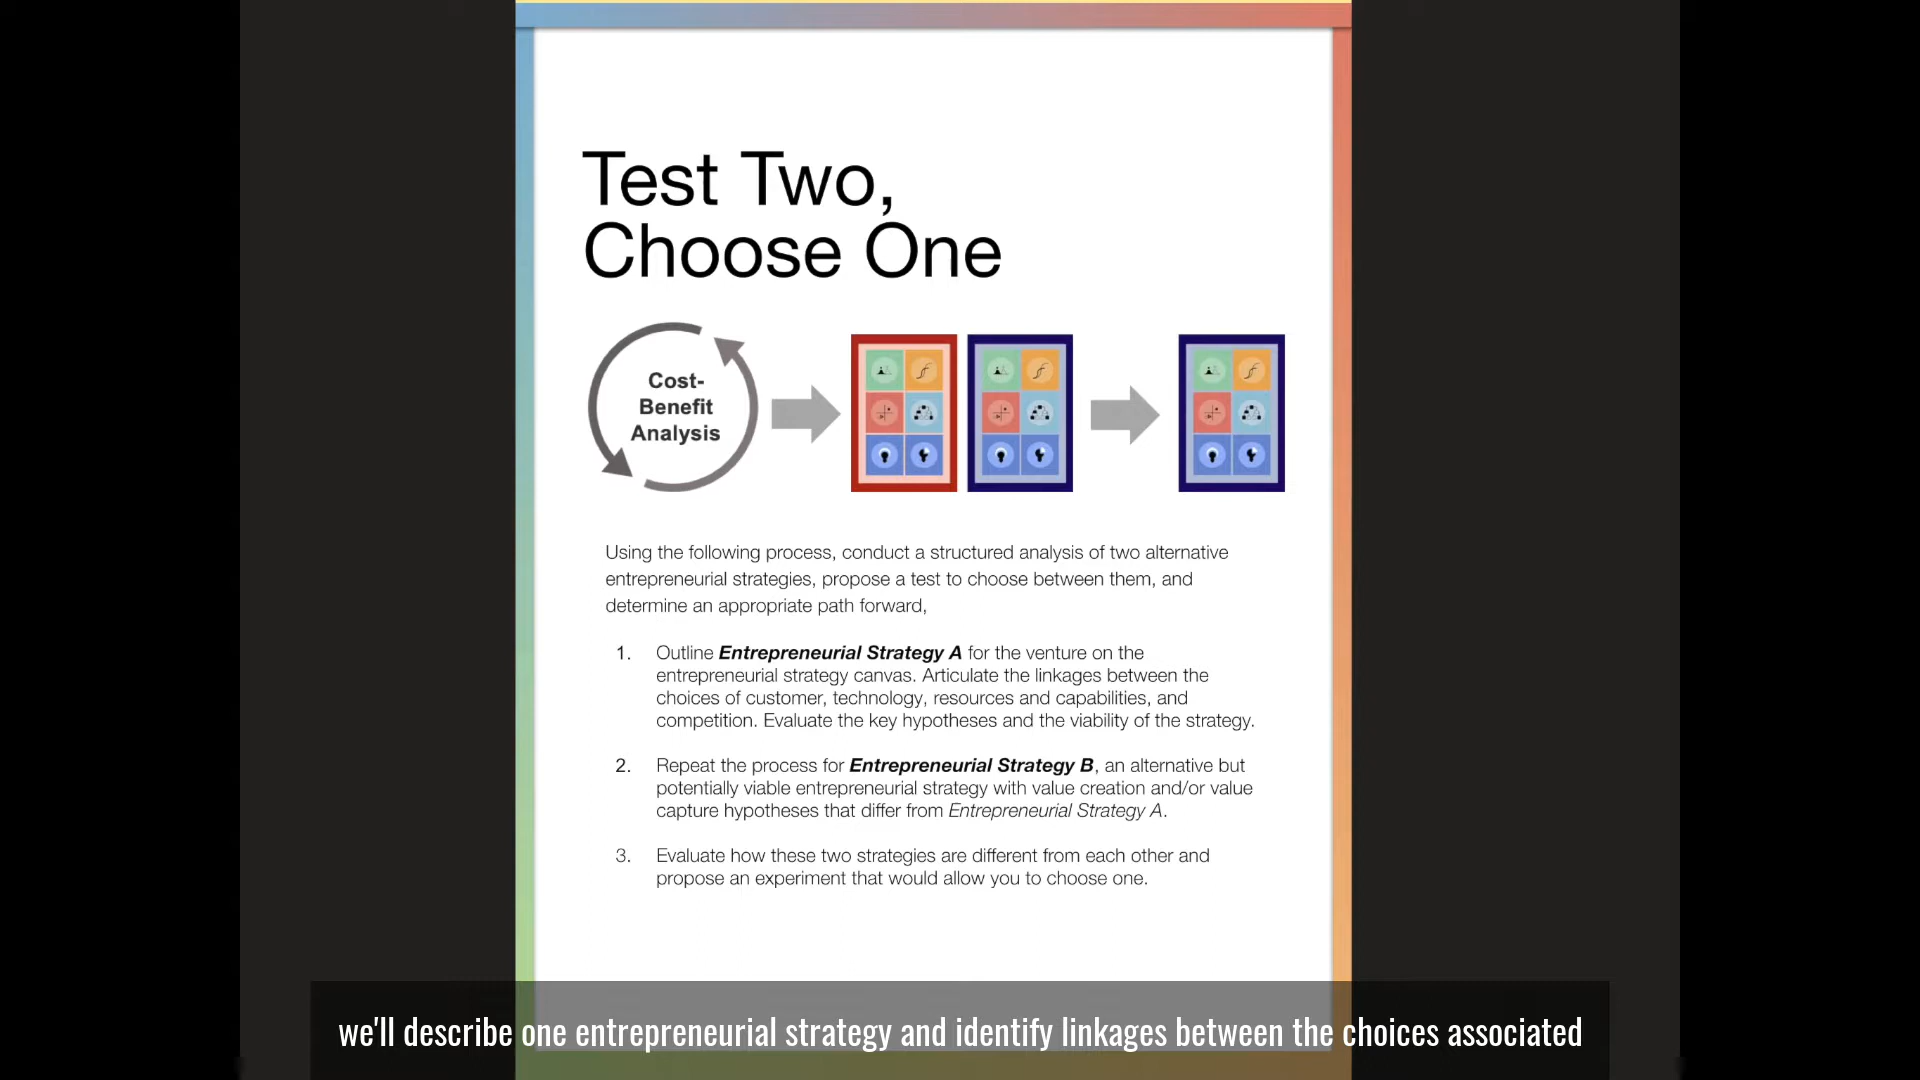 Test Two,
Choose One
Cost-
Benefit
Analysis
Using the following process, conduct a structured analysis of two alternative
entrepreneurial strategies, propose a test to choose between them, and
determine an appropriate path forward,
1. Outline Entrepreneurial Strategy A for the venture on the
entrepreneurial strategy canvas. Articulate the linkages between the
choices of customer, technology, resources and capabilities, and
competition. Evaluate the key hypotheses and the viability of the strategy.
2. Repeat the process for Entrepreneurial Strategy B, an alternative but
potentially viable entrepreneurial strategy with value creation and/or value
capture hypotheses that differ from Entrepreneurial Strategy A.
3. Evaluate how these two strategies are different from each other and
propose an experiment that would allow you to choose one.
we'll describe one entrepreneurial strategy and identify linkages between the choices associated